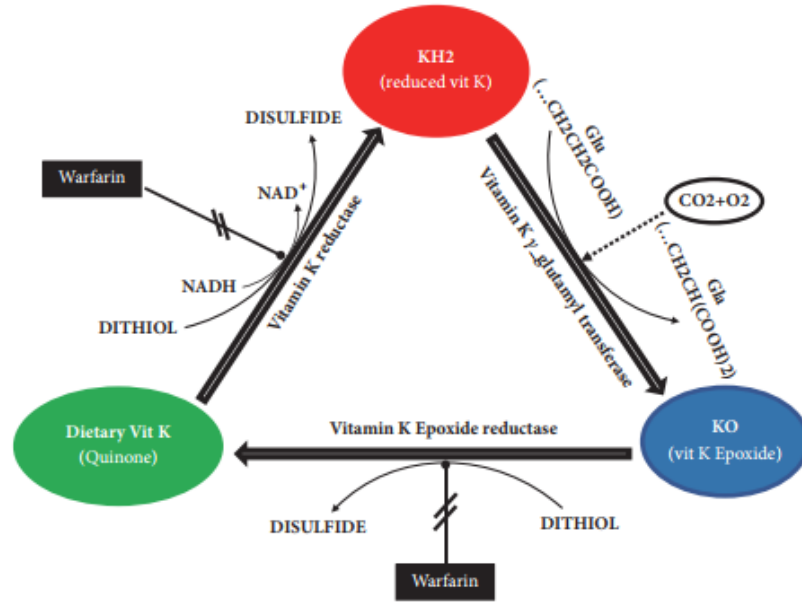 KH2
(reduced vit K)
DISULFIDE
Warfarin
NAD+
NADH
DITHIOL
Vitamin K reductase
Glu
(...CH2CH2COOH)
Vitamin K γ_glutamyl transferase
CO2+O2
Gla
(...CH2CH(COOH)2)
Dietary Vit K
(Quinone)
Vitamin K Epoxide reductase
KO
(vit K Epoxide)
DISULFIDE
DITHIOL
Warfarin